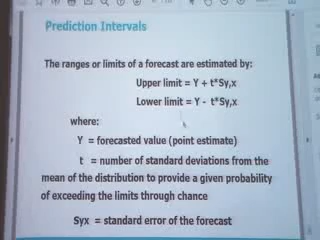 Prediction Intervals
The ranges or limits of a forecast are estimated by:
Upper limit = Y + t*Sy,x
Lower limit = Y - t*Sy,x
where:
Y = forecasted value (point estimate)
t = number of standard deviations from the
mean of the distribution to provide a given probability
of exceeding the limits through chance
Syx = standard error of the forecast